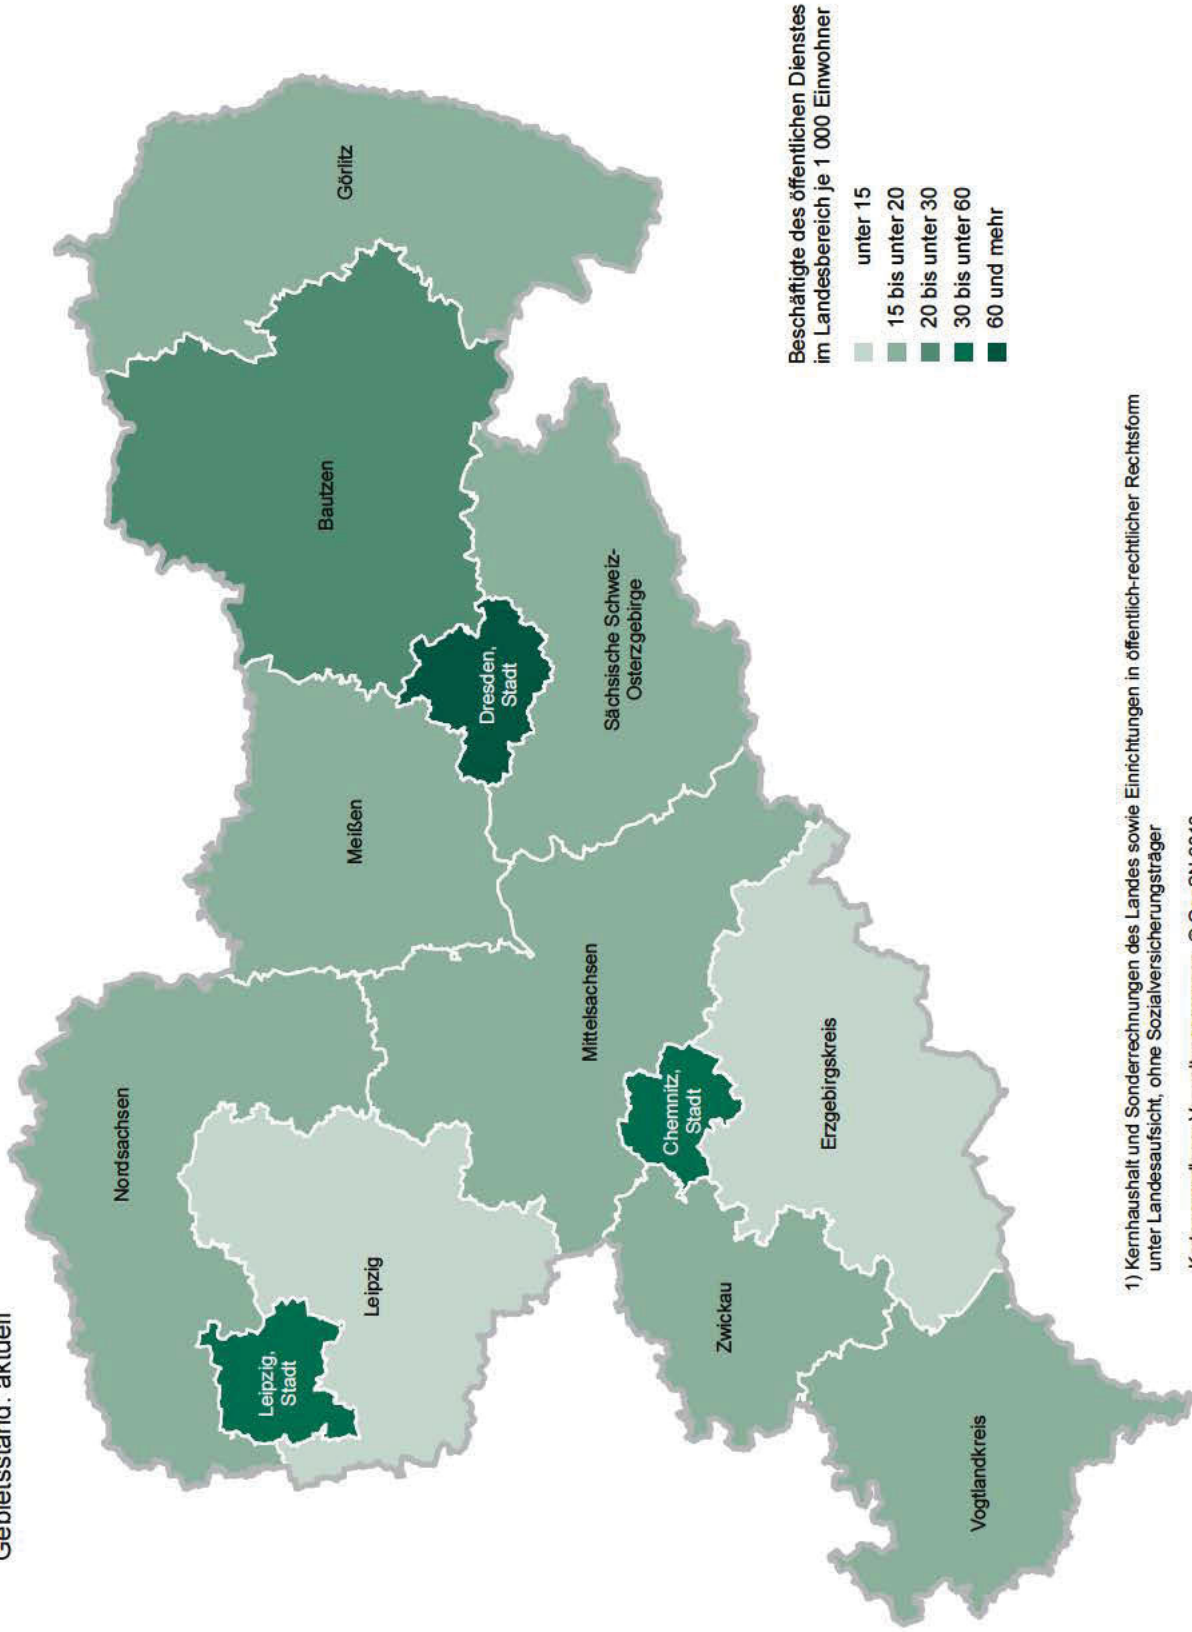 Gebietsstand: aktuell
Nordsachsen
Leipzig,
Stadt
Leipzig
Meißen
Bautzen
Görlitz
Dresden,
Stadt
Sächsische Schweiz-
Osterzgebirge
Mittelsachsen
Chemnitz,
Stadt
Zwickau
Erzgebirgskreis
Vogtlandkreis
Beschäftigte des öffentlichen Dienstes
im Landesbereich je 1 000 Einwohner
unter 15
15 bis unter 20
20 bis unter 30
30 bis unter 60
60 und mehr
1) Kernhaushalt und Sonderrechnungen des Landes sowie Einrichtungen in öffentlich-rechtlicher Rechtsform
unter Landesaufsicht, ohne Sozialversicherungsträger